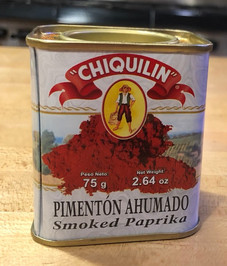 "CHIQUILIN"
Peso Neto Net Weight
75 g 2.64 oz
PIMENTÓN AHUMADO
Smoked Paprika